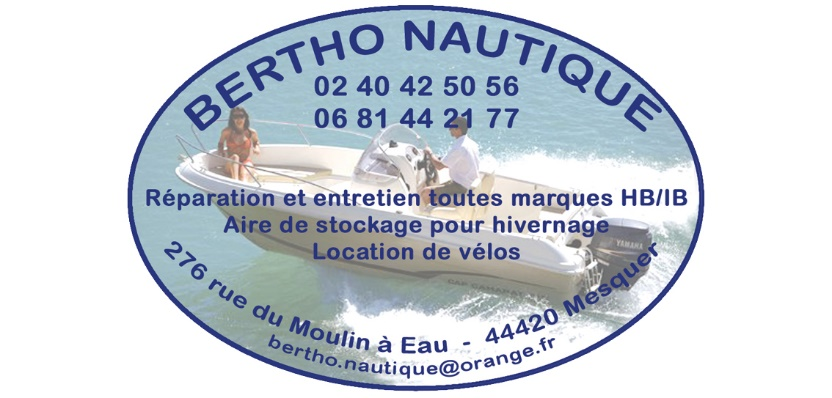 BERTHO NAUTIQUE
02 40 42 50 56
06 81 44 21 77
Réparation et entretien toutes marques HB/IB
Aire de stockage pour hivernage
Location de vélos
YAMAHA
CAP CAMARAT
276 rue du Moulin à Eau - 44420 Mesquer
bertho.nautique@orange.fr